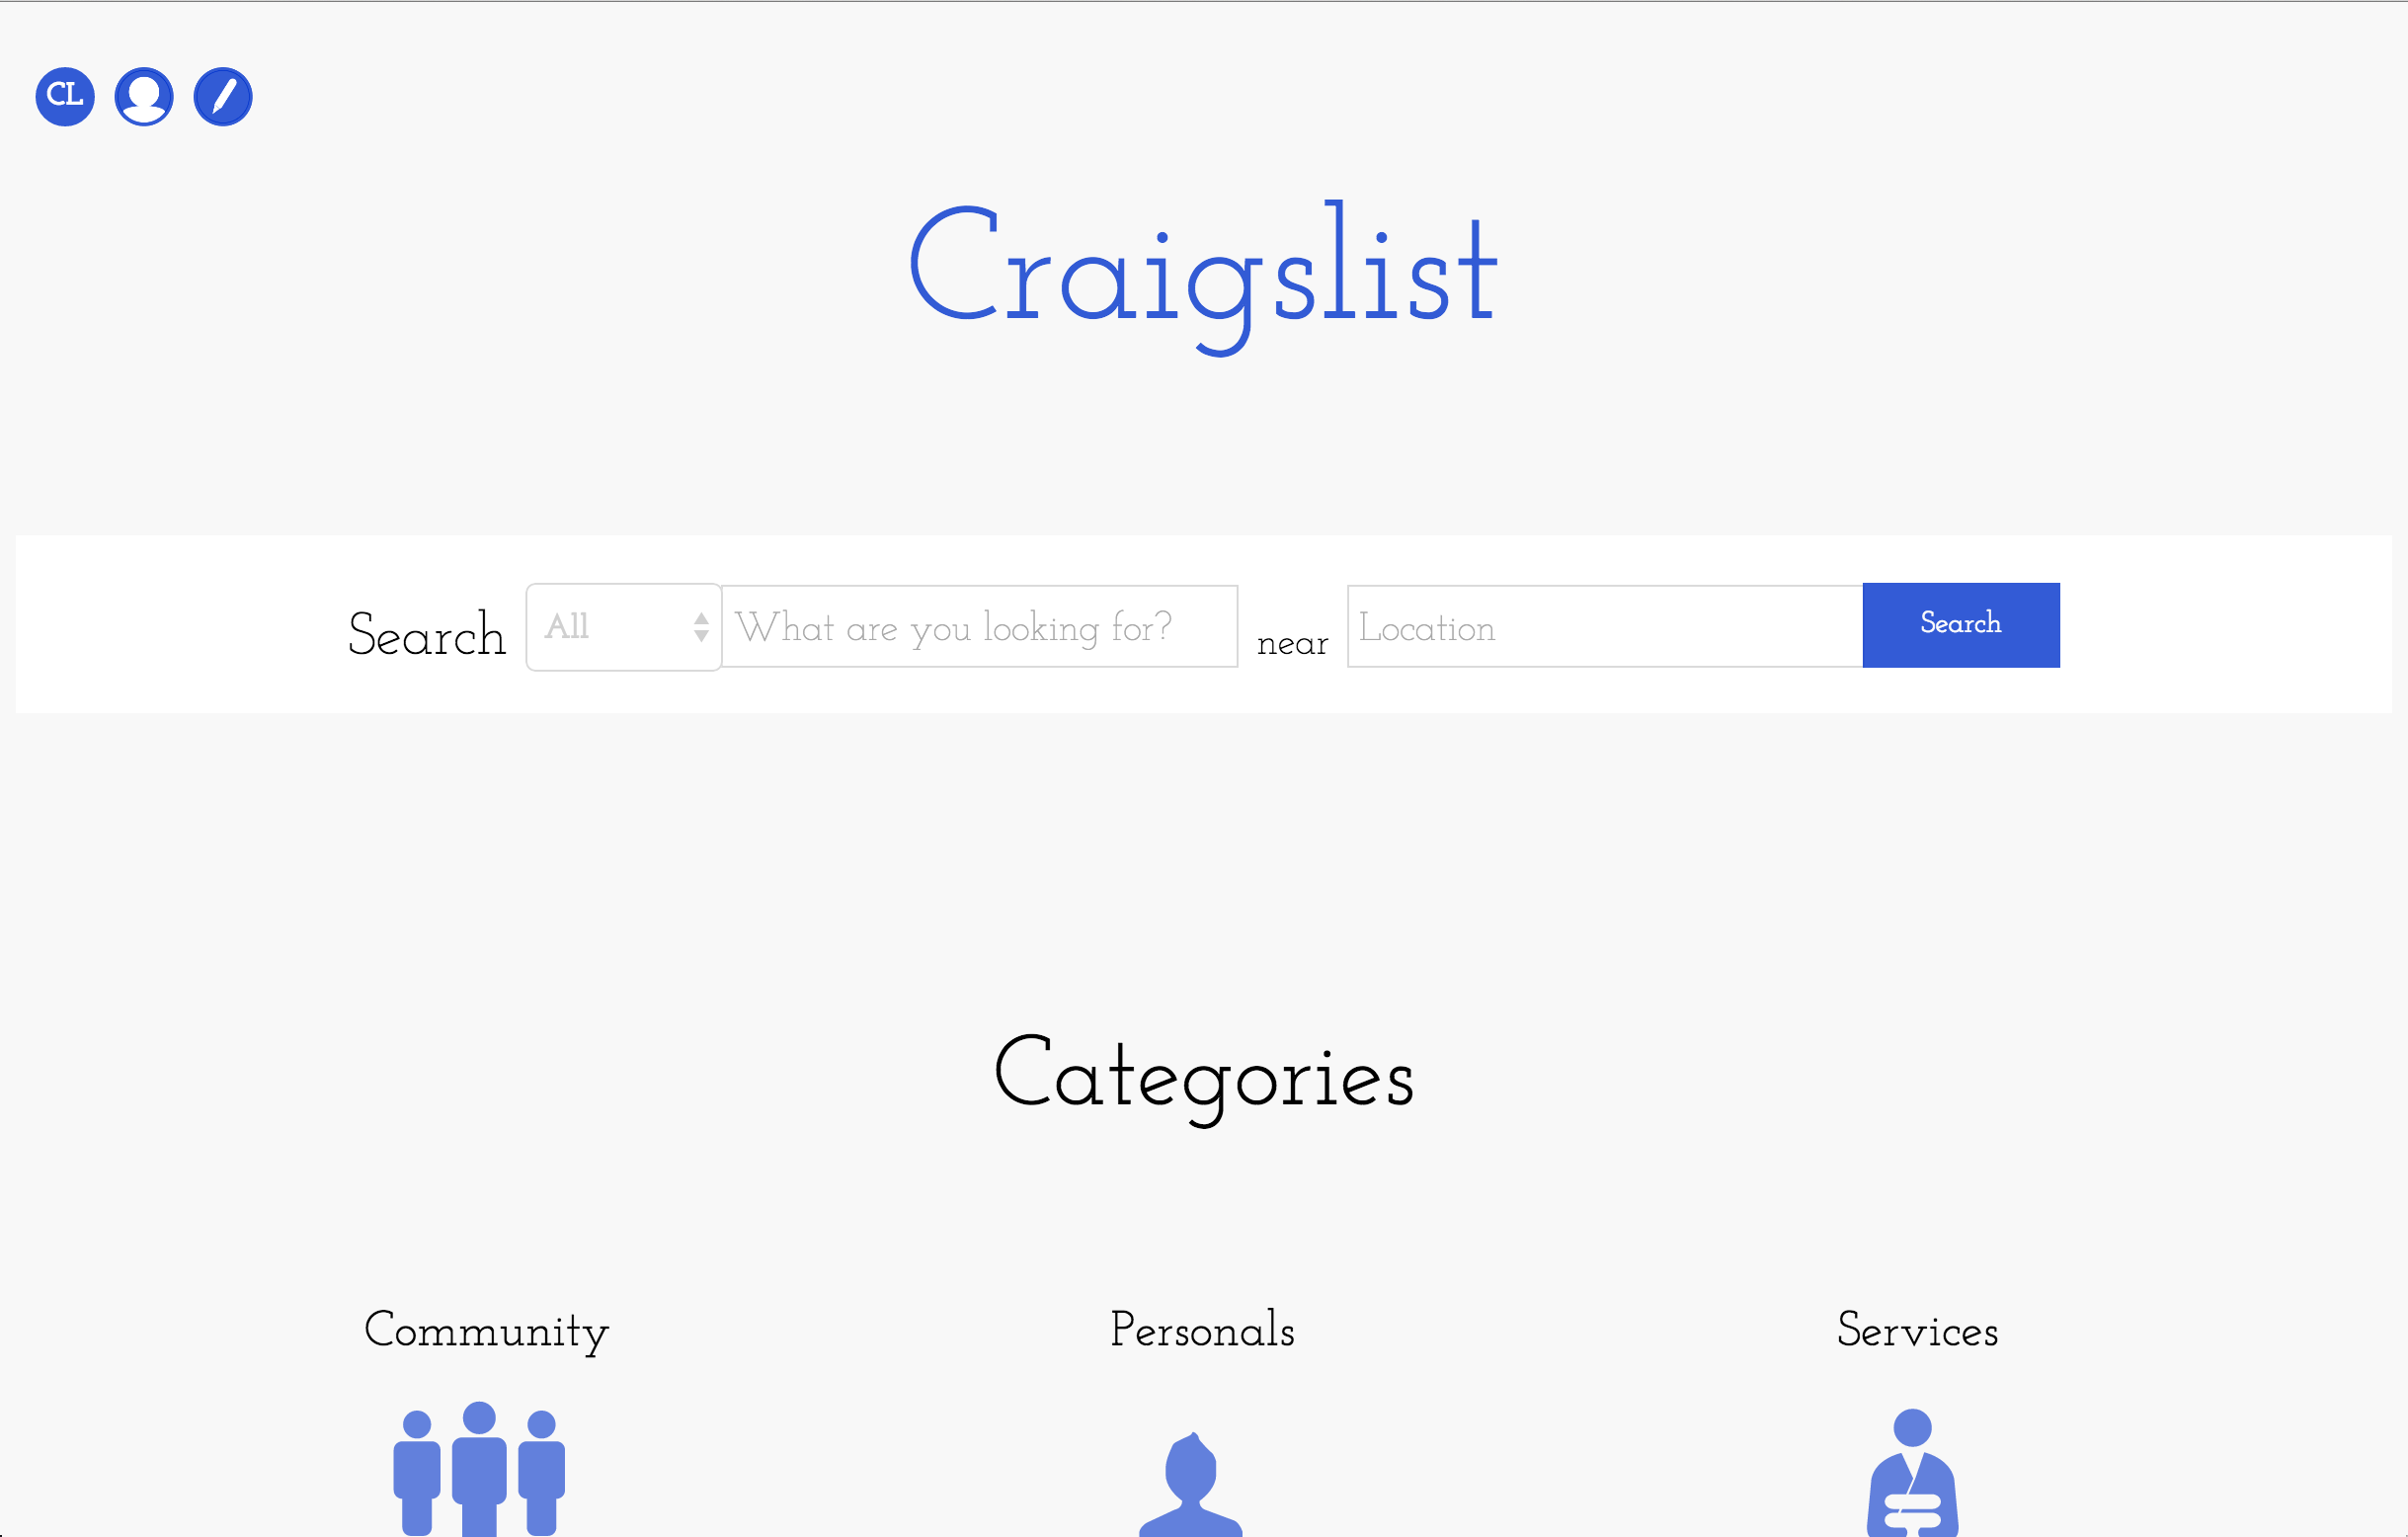 CL
Craigslist
Search All What are you looking for? near Location Search
Categories
Community Personals Services